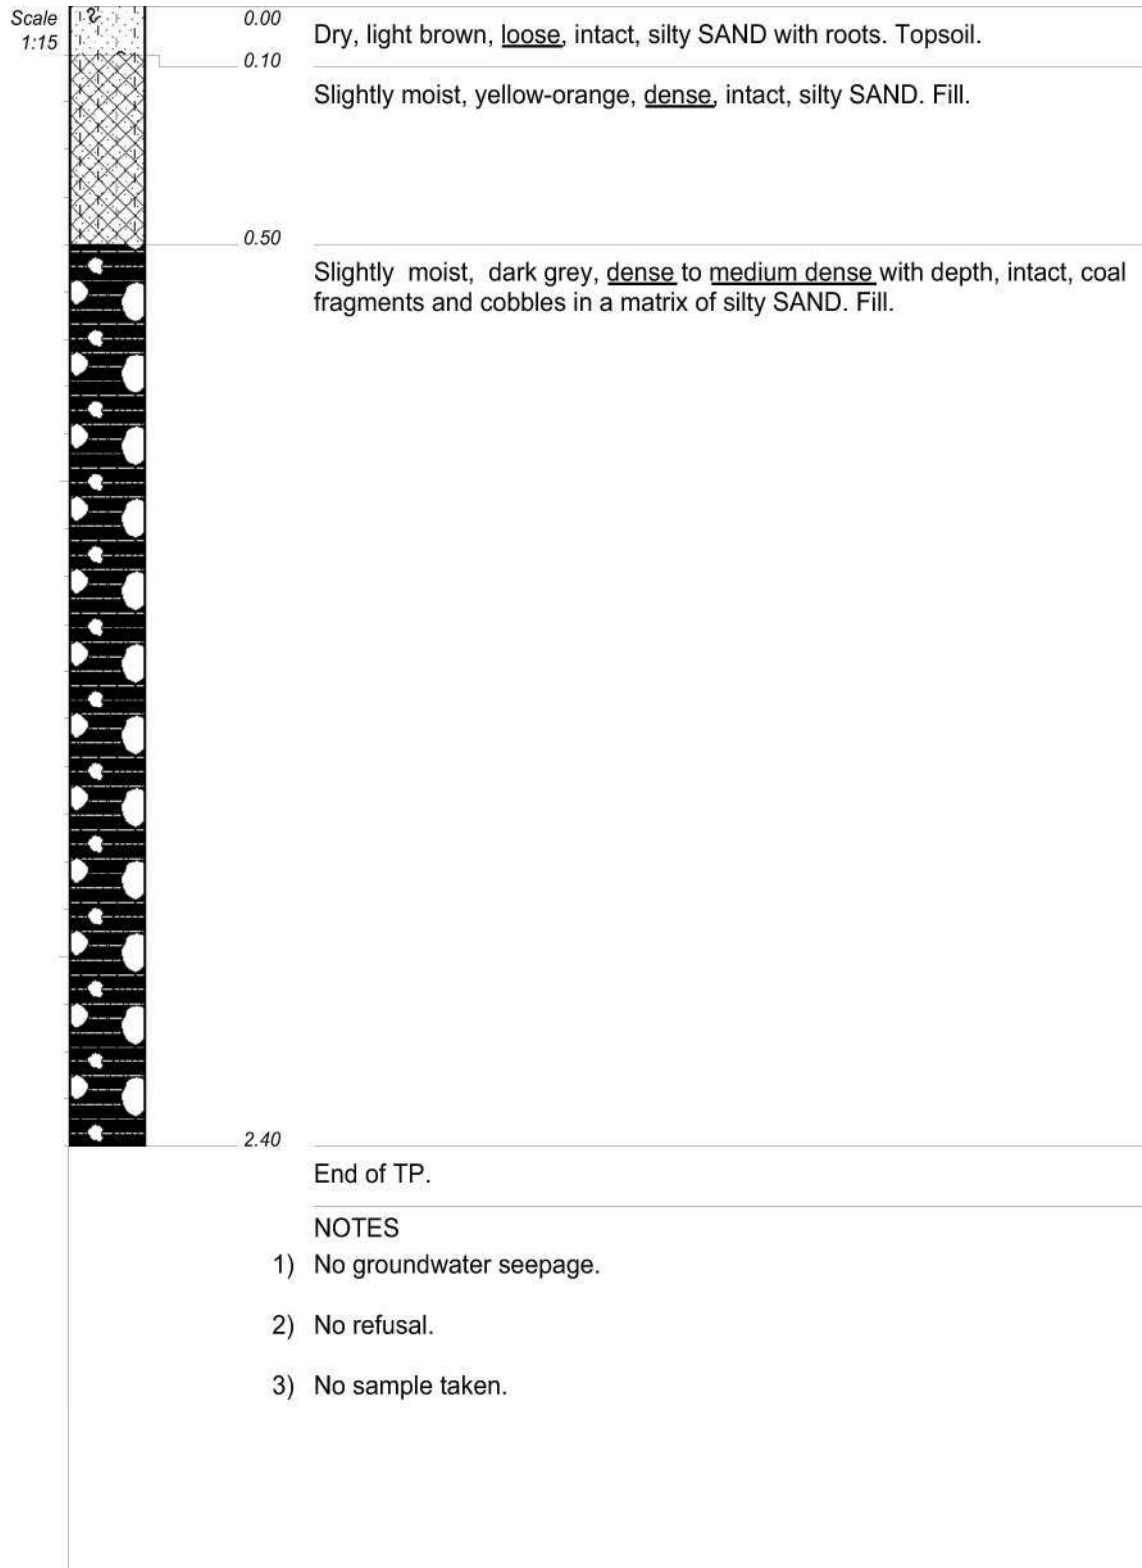 Scale
1:15
0.00
Dry, light brown, loose, intact, silty SAND with roots. Topsoil.
0.10
Slightly moist, yellow-orange, dense, intact, silty SAND. Fill.
0.50
Slightly moist, dark grey, dense to medium dense with depth, intact, coal
fragments and cobbles in a matrix of silty SAND. Fill.
2.40
End of TP.
NOTES
1) No groundwater seepage.
2) No refusal.
3) No sample taken.